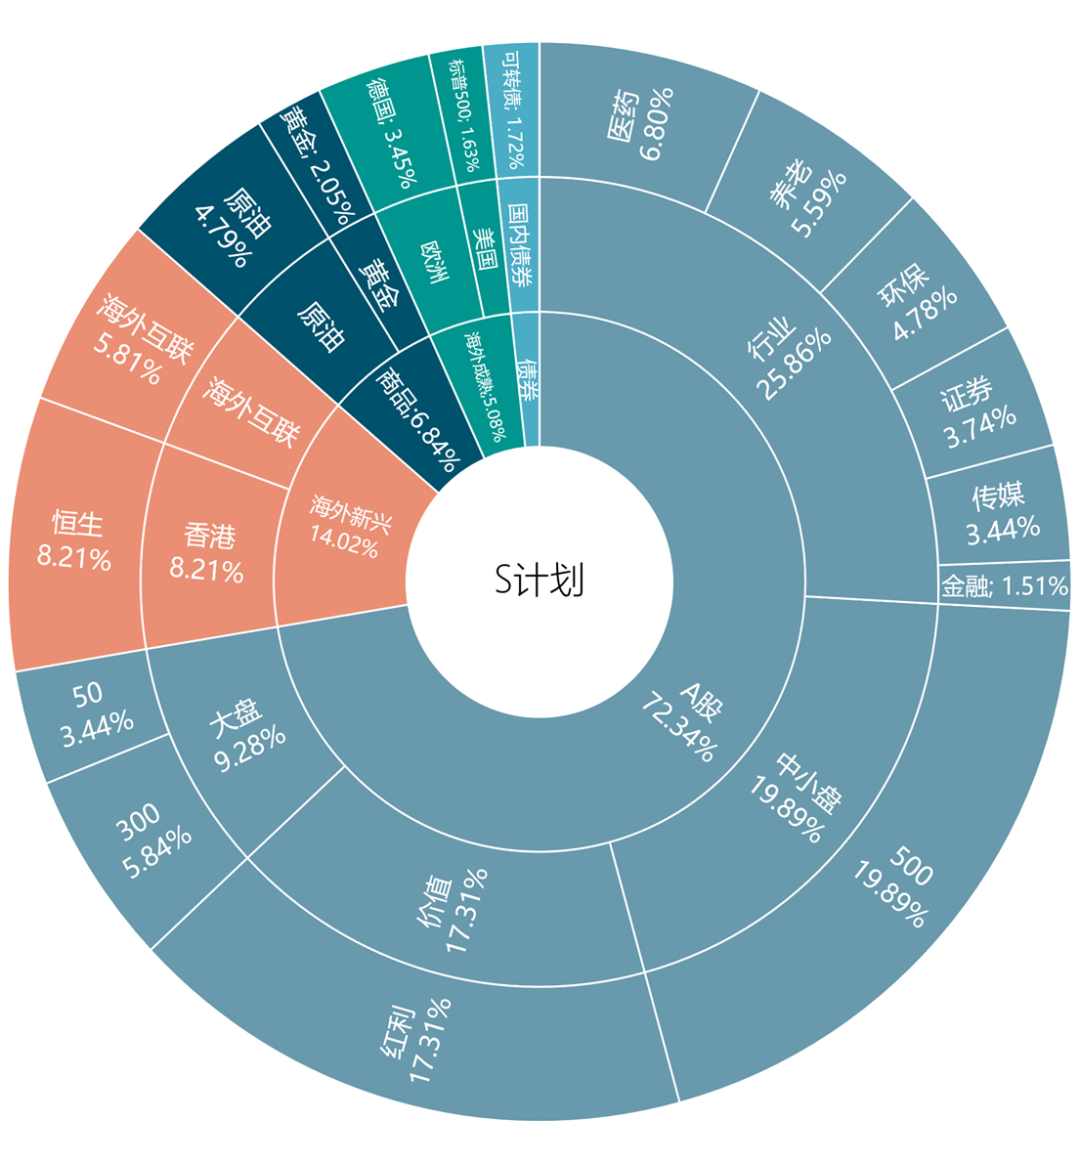 S计划
A股
72.34%
海外新兴
14.02%
商品;6.84%
海外成熟;5.08%
债券
行业
25.86%
中小盘
19.89%
价值
17.31%
大盘
9.28%
香港
8.21%
海外互联
原油
黄金
欧洲
美国
国内债券
医药
6.80%
养老
5.59%
环保
4.78%
证券
3.74%
传媒
3.44%
金融; 1.51%
500
19.89%
红利
17.31%
300
5.84%
50
3.44%
恒生
8.21%
海外互联
5.81%
原油
4.79%
黄金; 2.05%
德国; 3.45%
标普500; 1.63%
可转债; 1.72%